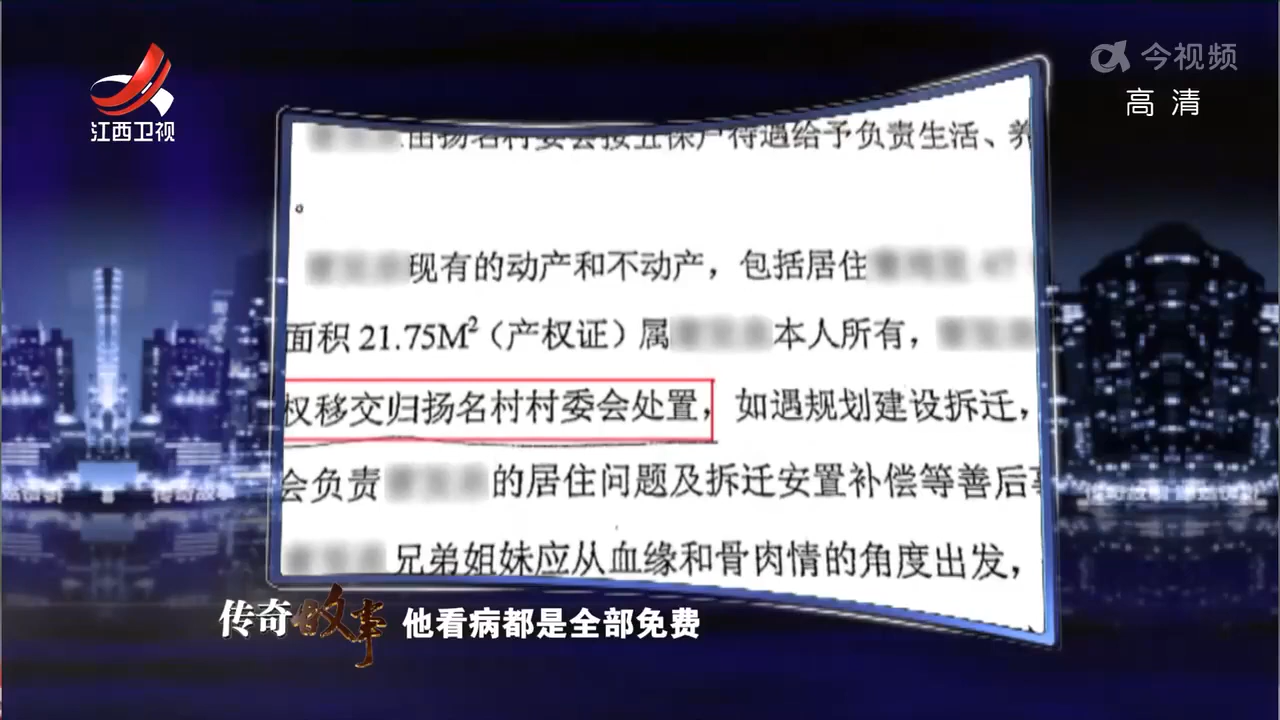 江西卫视
今视频
高清
由扬名村委会按五保户待遇给予负责生活、养
。
现有的动产和不动产，包括居住
面积 21.75M²（产权证）属 本人所有，
权移交归扬名村村委会处置， 如遇规划建设拆迁，
会负责 的居住问题及拆迁安置补偿等善后事
兄弟姐妹应从血缘和骨肉情的角度出发，
传奇故事 他看病都是全部免费